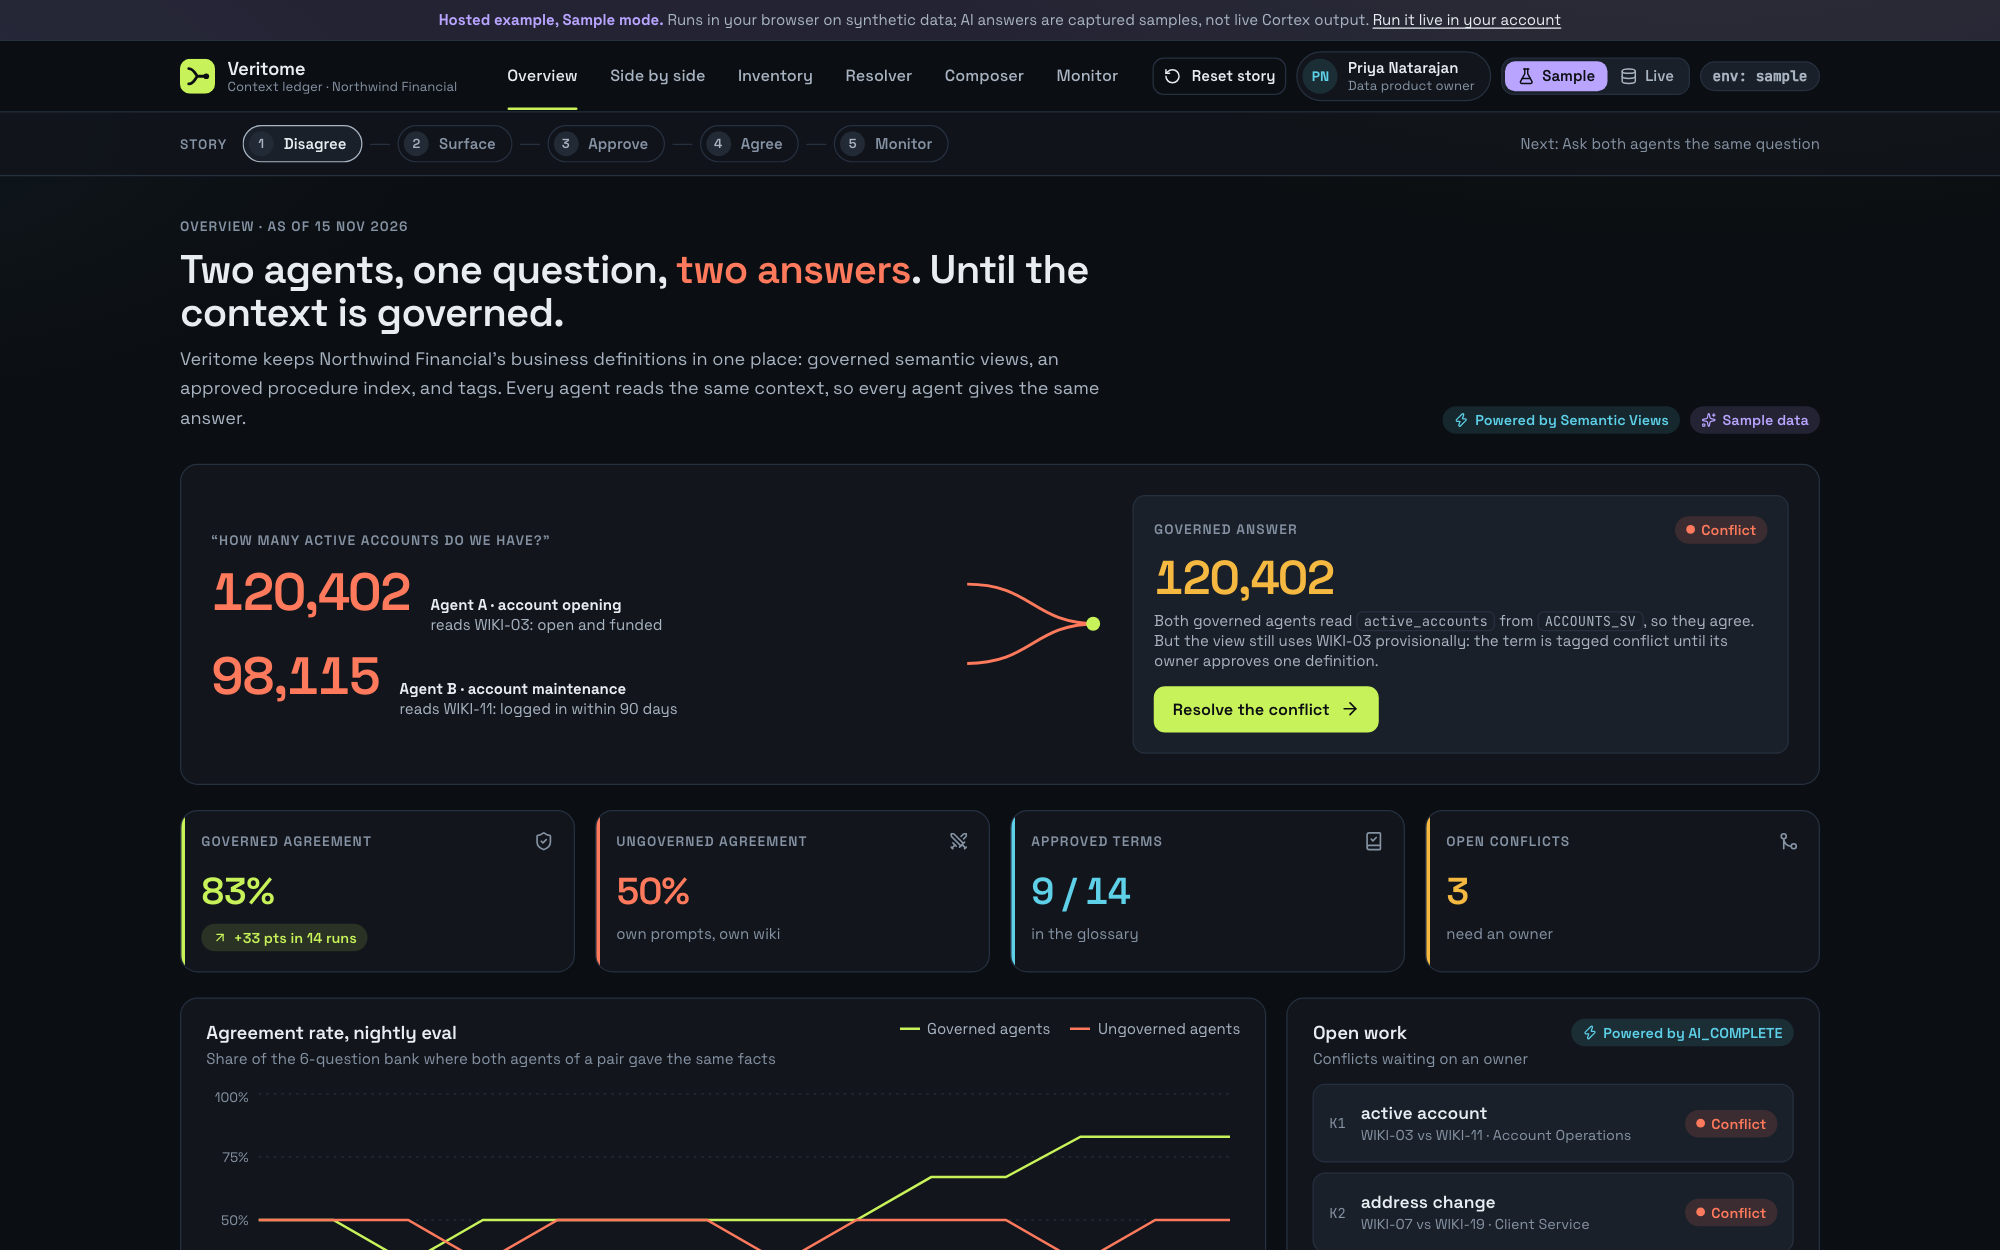 Hosted example, Sample mode. Runs in your browser on synthetic data; AI answers are captured samples, not live Cortex output. Run it live in your account
Veritome
Context ledger · Northwind Financial
Overview
Side by side
Inventory
Resolver
Composer
Monitor
Reset story
PN
Priya Natarajan
Data product owner
Sample
Live
env: sample
STORY
1 Disagree
2 Surface
3 Approve
4 Agree
5 Monitor
Next: Ask both agents the same question
OVERVIEW · AS OF 15 NOV 2026
Two agents, one question, two answers. Until the
context is governed.
Veritome keeps Northwind Financial’s business definitions in one place: governed semantic views, an
approved procedure index, and tags. Every agent reads the same context, so every agent gives the same
answer.
Powered by Semantic Views
Sample data
“HOW MANY ACTIVE ACCOUNTS DO WE HAVE?”
120,402
Agent A · account opening
reads WIKI-03: open and funded
98,115
Agent B · account maintenance
reads WIKI-11: logged in within 90 days
GOVERNED ANSWER
Conflict
120,402
Both governed agents read active_accounts from ACCOUNTS_SV, so they agree.
But the view still uses WIKI-03 provisionally: the term is tagged conflict until its
owner approves one definition.
Resolve the conflict
GOVERNED AGREEMENT
83%
+33 pts in 14 runs
UNGOVERNED AGREEMENT
50%
own prompts, own wiki
APPROVED TERMS
9 / 14
in the glossary
OPEN CONFLICTS
3
need an owner
Agreement rate, nightly eval
Share of the 6-question bank where both agents of a pair gave the same facts
Governed agents
Ungoverned agents
100%
75%
50%
Open work
Powered by AI_COMPLETE
Conflicts waiting on an owner
K1
active account
WIKI-03 vs WIKI-11 · Account Operations
Conflict
K2
address change
WIKI-07 vs WIKI-19 · Client Service
Conflict